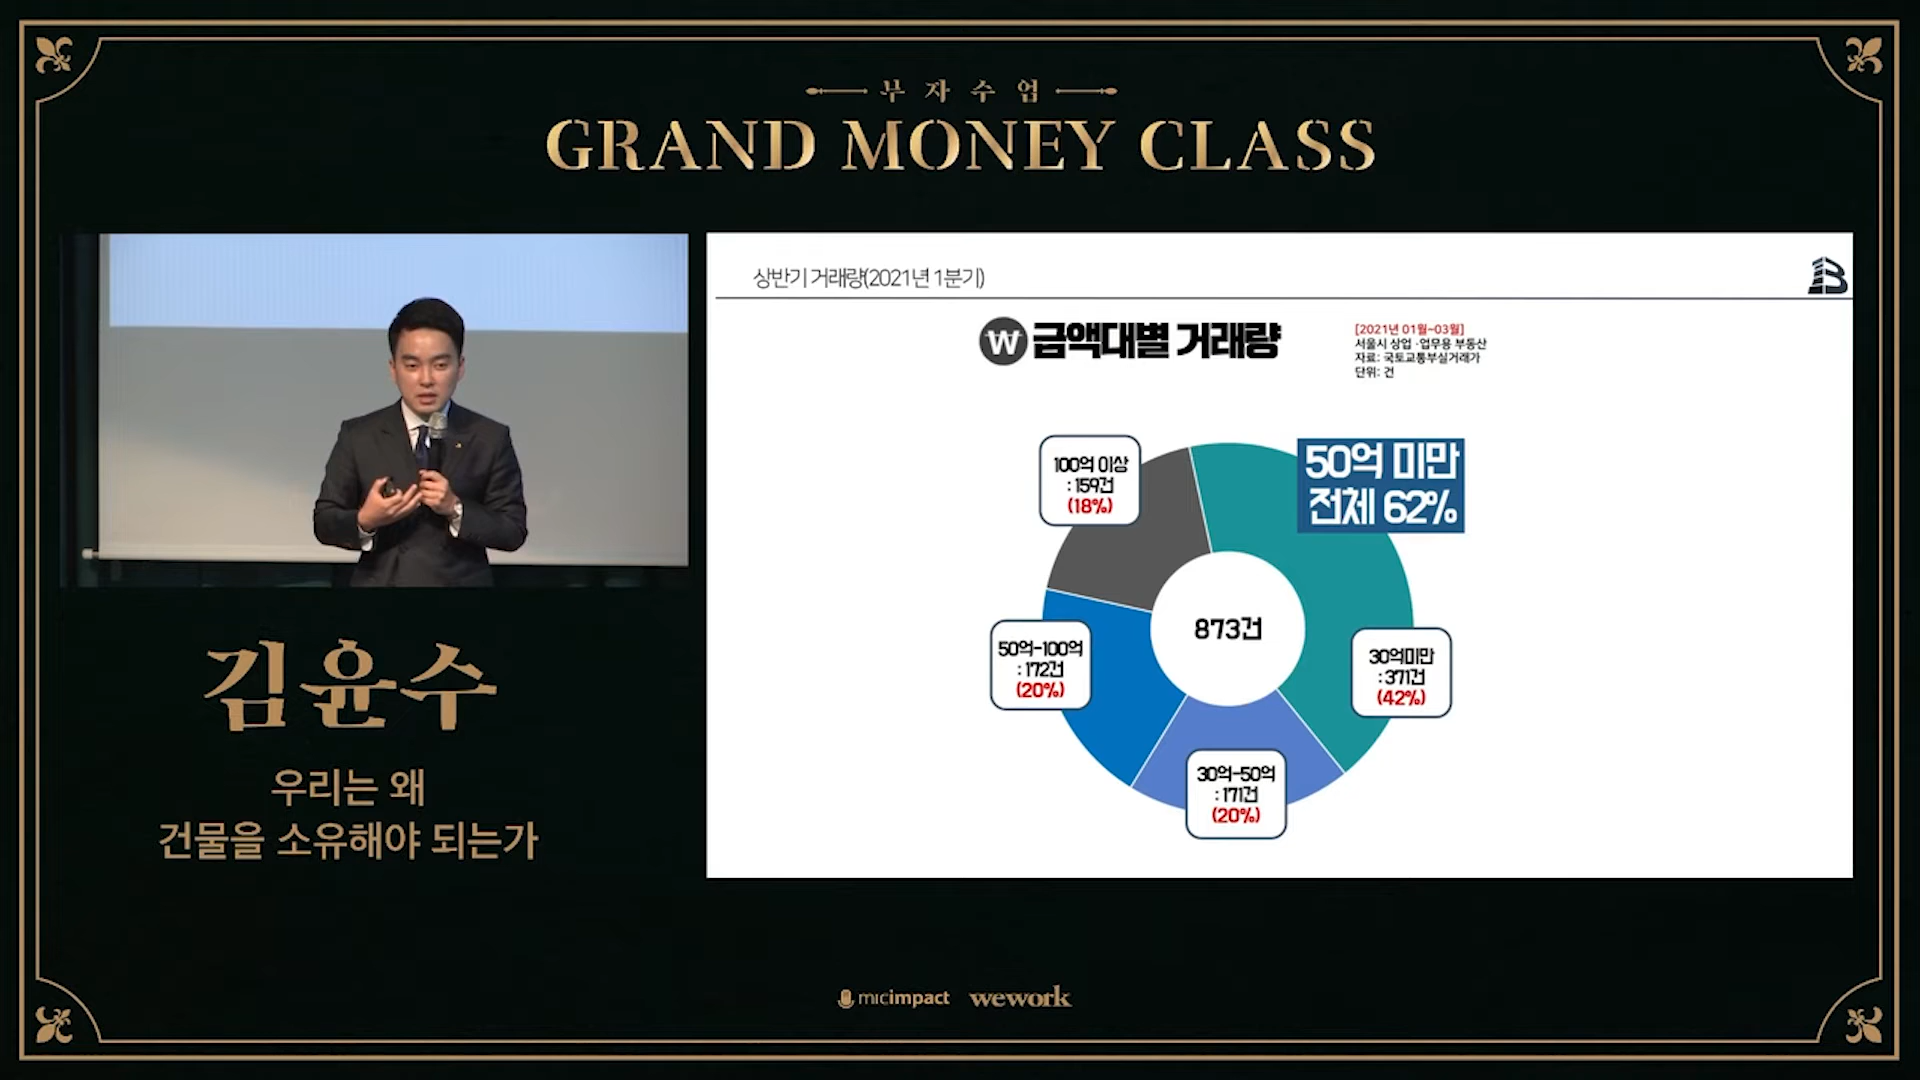 부자수업
GRAND MONEY CLASS
상반기 거래량(2021년 1분기)
B
W 금액대별 거래량
[2021년 01월~03월]
서울시 상업·업무용 부동산
자료: 국토교통부실거래가
단위: 건
100억 이상
: 159건
(18%)
50억 미만
전체 62%
873건
50억-100억
: 172건
(20%)
30억미만
: 371건
(42%)
30억-50억
: 171건
(20%)
김윤수
우리는 왜
건물을 소유해야 되는가
micimpact wework